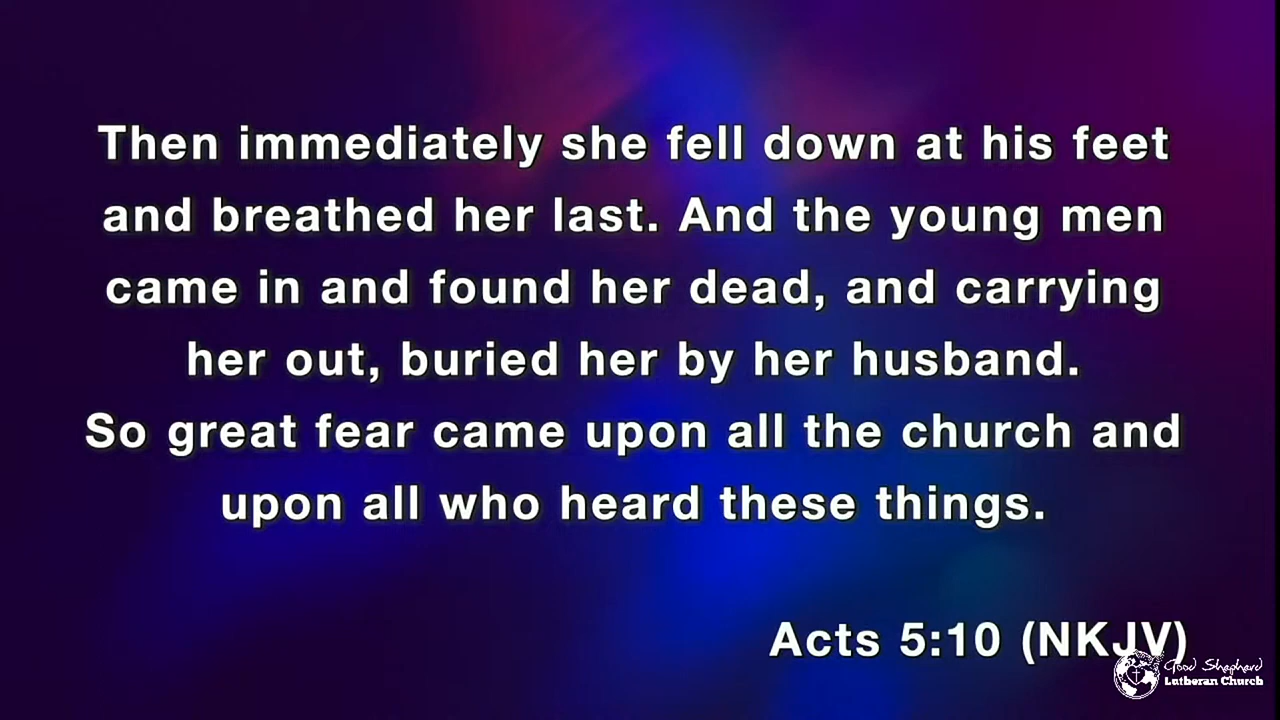 Then immediately she fell down at his feet
and breathed her last. And the young men
came in and found her dead, and carrying
her out, buried her by her husband.
So great fear came upon all the church and
upon all who heard these things.
Acts 5:10 (NKJV)
Good Shepherd
Lutheran Church